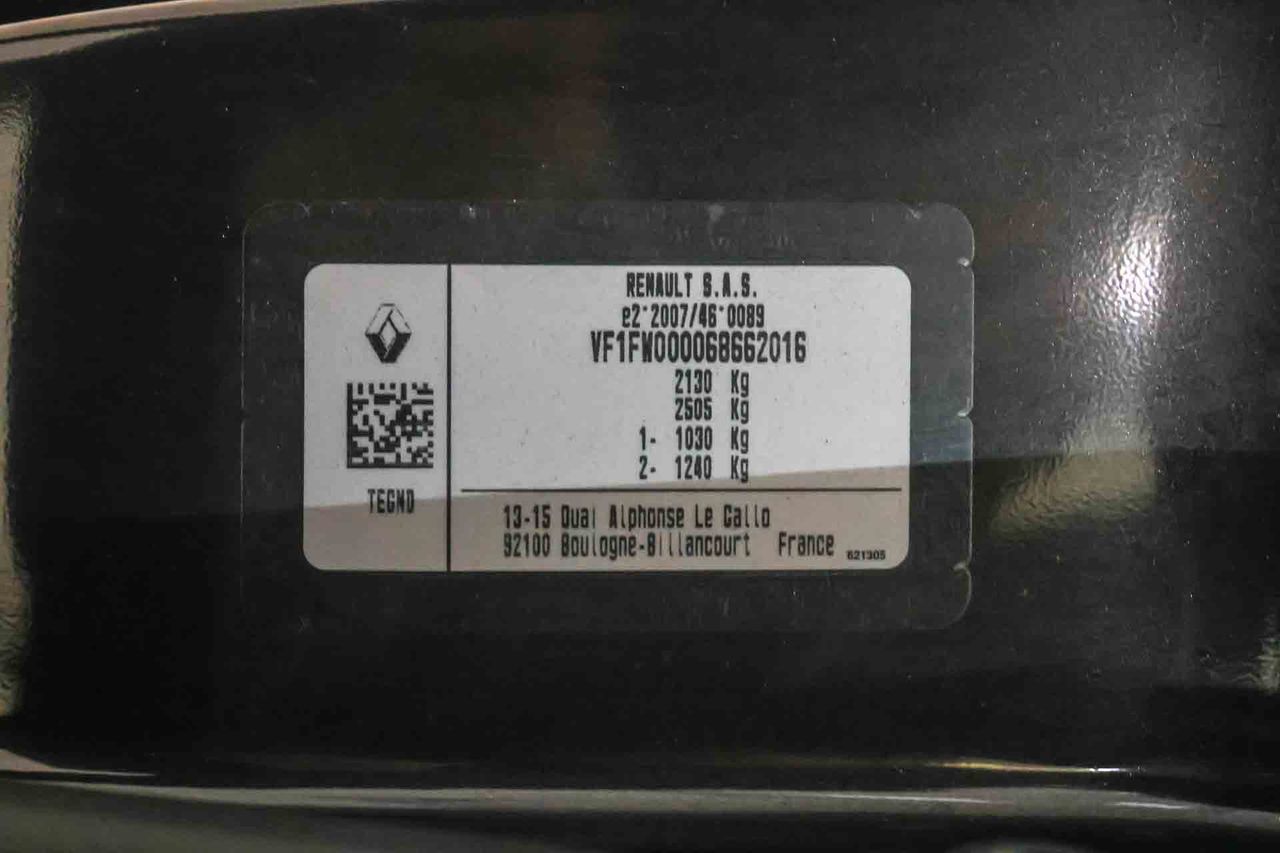 RENAULT S.A.S.
e2*2007/46*0089
VF1FW000068662016
2130 Kg
2505 Kg
1- 1030 Kg
2- 1240 Kg
TEGMO
13-15 Quai Alphonse Le Gallo
92100 Boulogne-Billancourt France
621305